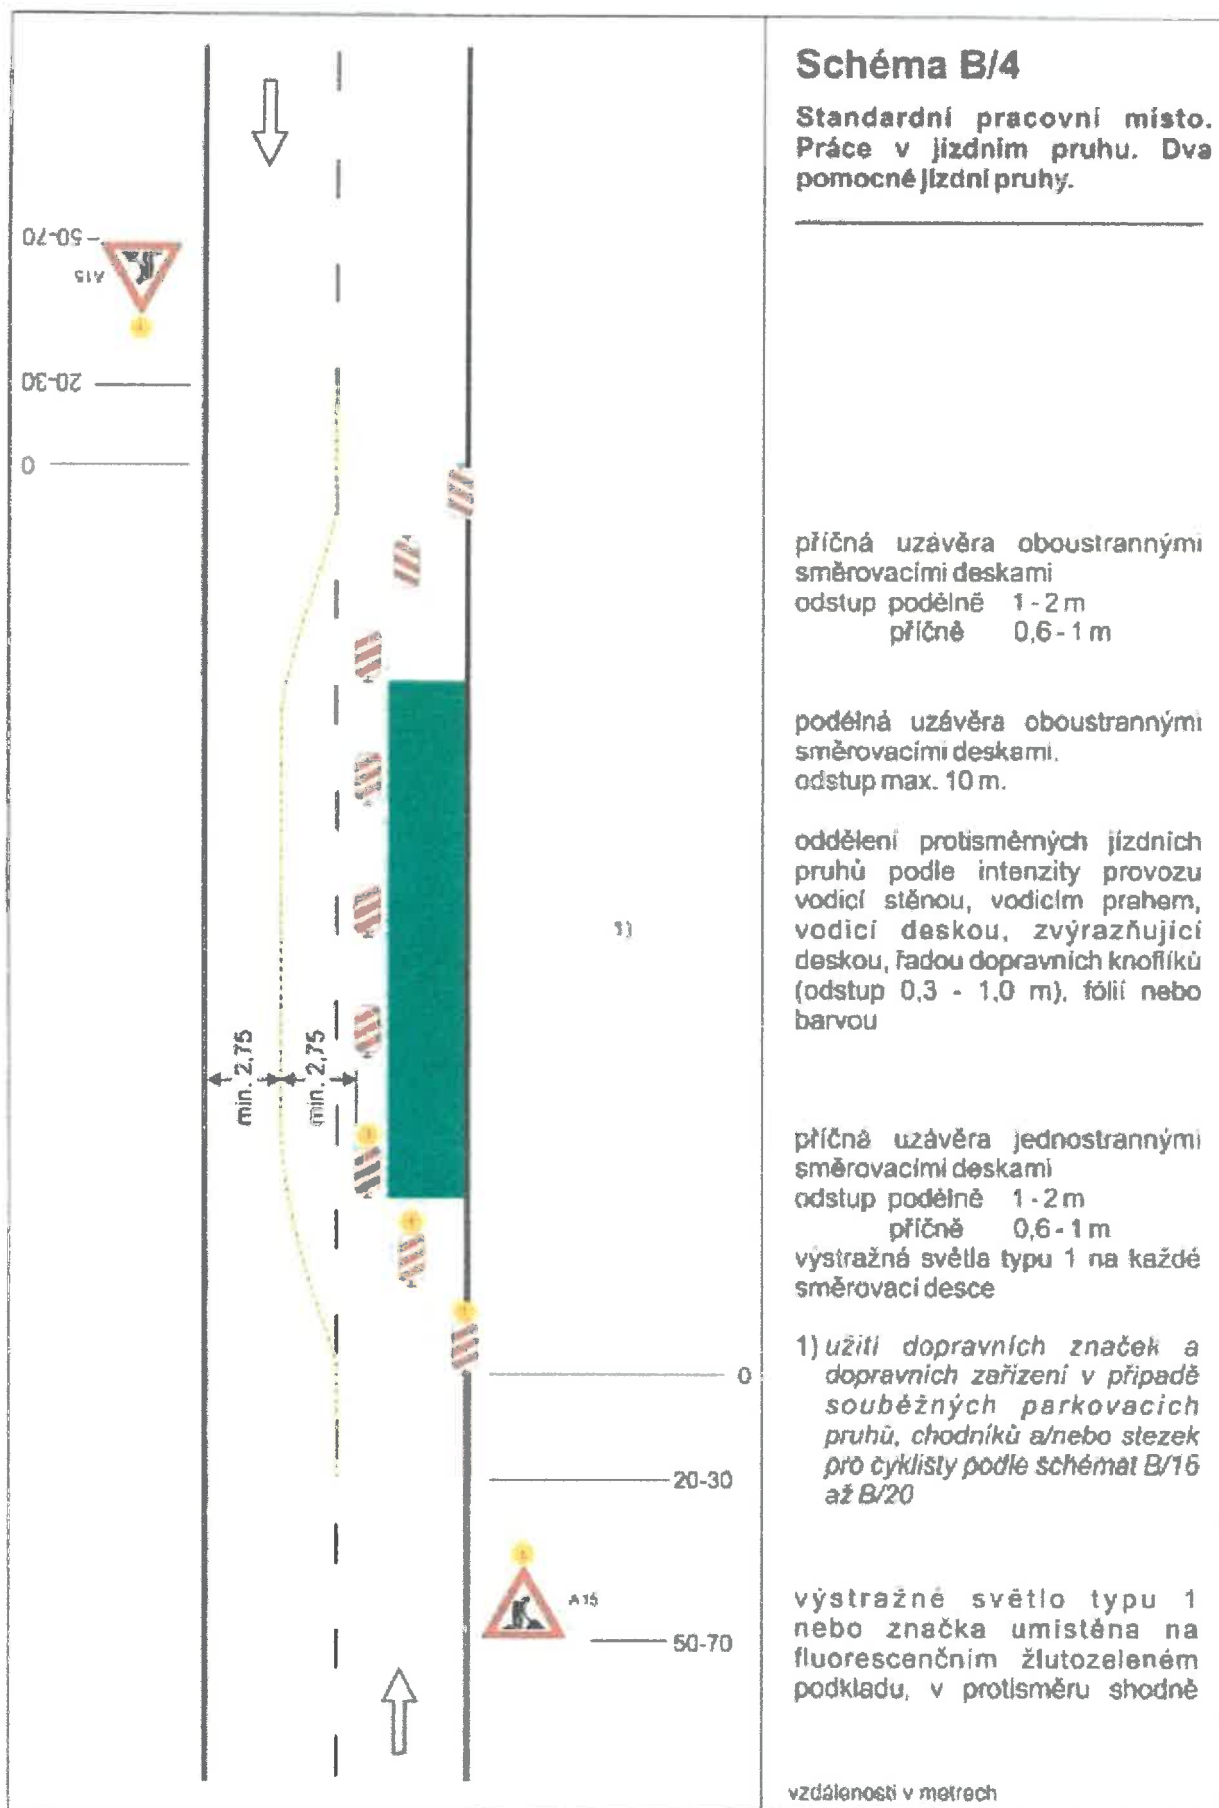 Schéma B/4
Standardní pracovní místo.
Práce v jízdním pruhu. Dva
pomocné jízdní pruhy.
50-70
A15
20-30
0
příčná uzávěra oboustrannými
směrovacími deskami
odstup podélně 1 - 2 m
příčně 0,6 - 1 m
podélná uzávěra oboustrannými
směrovacími deskami.
odstup max. 10 m.
oddělení protisměrných jízdních
pruhů podle intenzity provozu
vodicí stěnou, vodicím prahem,
vodicí deskou, zvýrazňující
deskou, řadou dopravních knoflíků
(odstup 0,3 - 1,0 m), fólií nebo
barvou
1)
min. 2,75
min. 2,75
příčná uzávěra jednostrannými
směrovacími deskami
odstup podélně 1 - 2 m
příčně 0,6 - 1 m
výstražná světla typu 1 na každé
směrovací desce
1) užití dopravních značek a
dopravních zařízení v případě
souběžných parkovacích
pruhů, chodníků a/nebo stezek
pro cyklisty podle schémat B/16
až B/20
0
20-30
A15
50-70
výstražné světlo typu 1
nebo značka umístěna na
fluorescenčním žlutozeleném
podkladu, v protisměru shodně
vzdálenosti v metrech